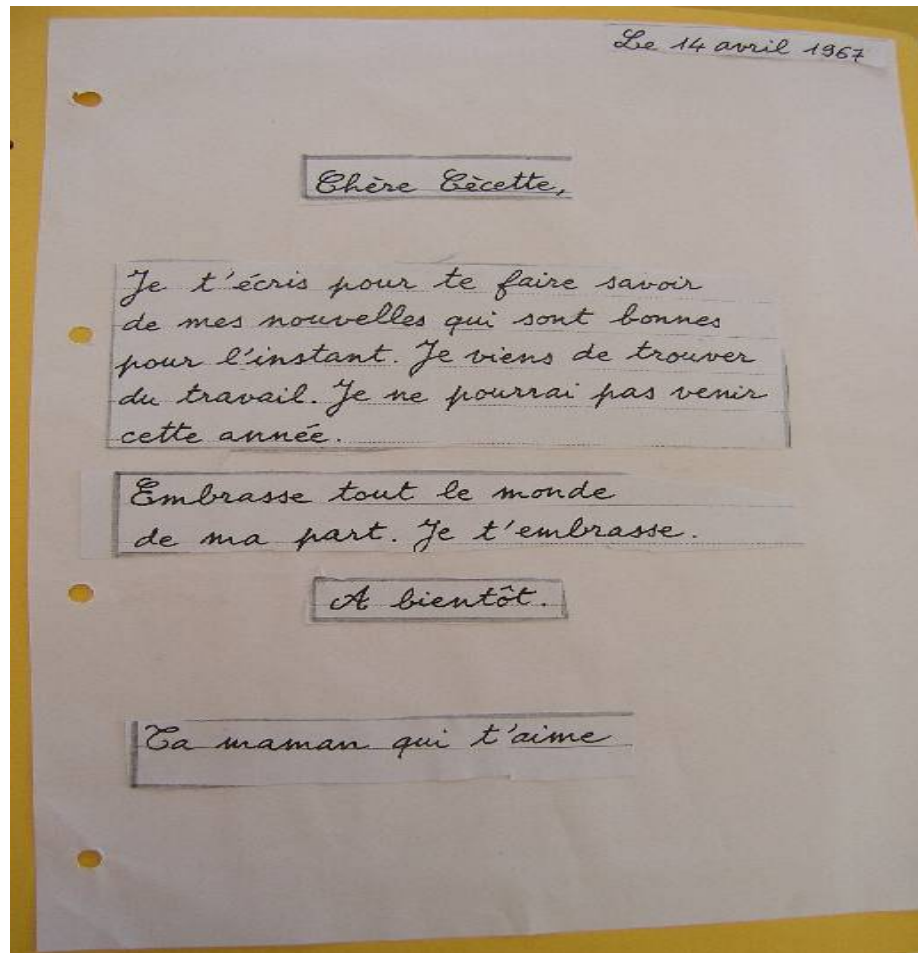 Le 14 avril 1967
Chère Cècette,
Je t'écris pour te faire savoir
de mes nouvelles qui sont bonnes
pour l'instant. Je viens de trouver
du travail. Je ne pourrai pas venir
cette année.
Embrasse tout le monde
de ma part. Je t'embrasse.
A bientôt.
Ta maman qui t'aime